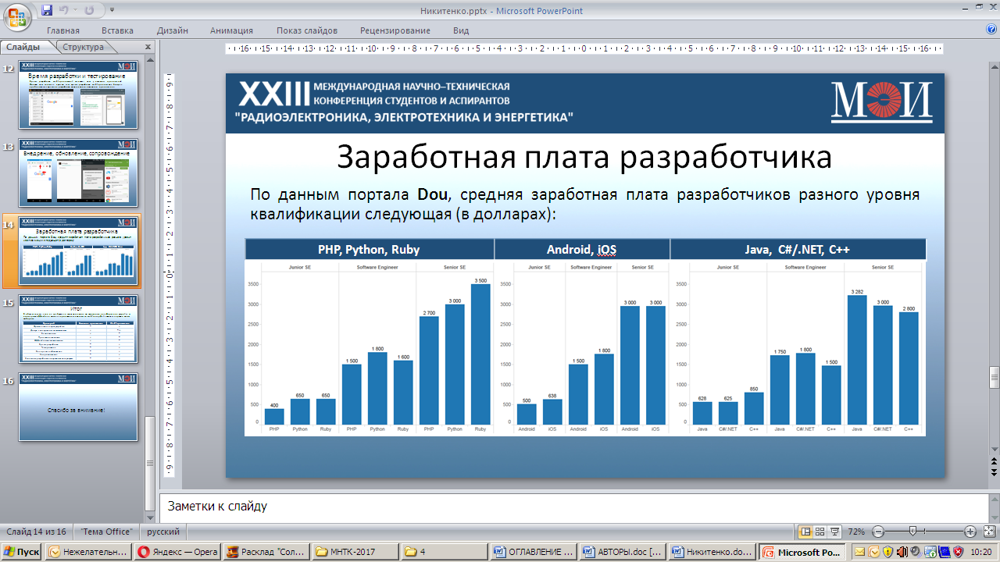 Никитенко.pptx - Microsoft PowerPoint
Главная Вставка Дизайн Анимация Показ слайдов Рецензирование Вид
Слайды Структура
12
Время разработки и тестирование
13
Внедрение, обновление, сопровождение
14
Заработная плата разработчика
15
Итог
16
Спасибо за внимание!
XXIII МЕЖДУНАРОДНАЯ НАУЧНО–ТЕХНИЧЕСКАЯ
КОНФЕРЕНЦИЯ СТУДЕНТОВ И АСПИРАНТОВ
"РАДИОЭЛЕКТРОНИКА, ЭЛЕКТРОТЕХНИКА И ЭНЕРГЕТИКА"
МЭИ
Заработная плата разработчика
По данным портала Dou, средняя заработная плата разработчиков разного уровня
квалификации следующая (в долларах):
PHP, Python, Ruby
Junior SE Software Engineer Senior SE
3500
3000
2500
2000
1500
1000
500
0
400 650 650 1 500 1 800 1 600 2 700 3 000 3 500
PHP Python Ruby PHP Python Ruby PHP Python Ruby
Android, iOS
Junior SE Software Engineer Senior SE
3500
3000
2500
2000
1500
1000
500
0
500 638 1 500 1 800 3 000 3 000
Android iOS Android iOS Android iOS
Java, C#/.NET, C++
Junior SE Software Engineer Senior SE
3500
3000
2500
2000
1500
1000
500
0
628 625 850 1 750 1 800 1 500 3 282 3 000 2 800
Java C#/.NET C++ Java C#/.NET C++ Java C#/.NET C++
Заметки к слайду
Слайд 14 из 16 "Тема Office" русский 72%
Пуск Нежелательн... Яндекс — Opera Расклад "Сол... МНТК-2017 4 ОГЛАВЛЕНИЕ ... АВТОРЫ.doc [... Никитенко.do... Microsoft Po... 10:20